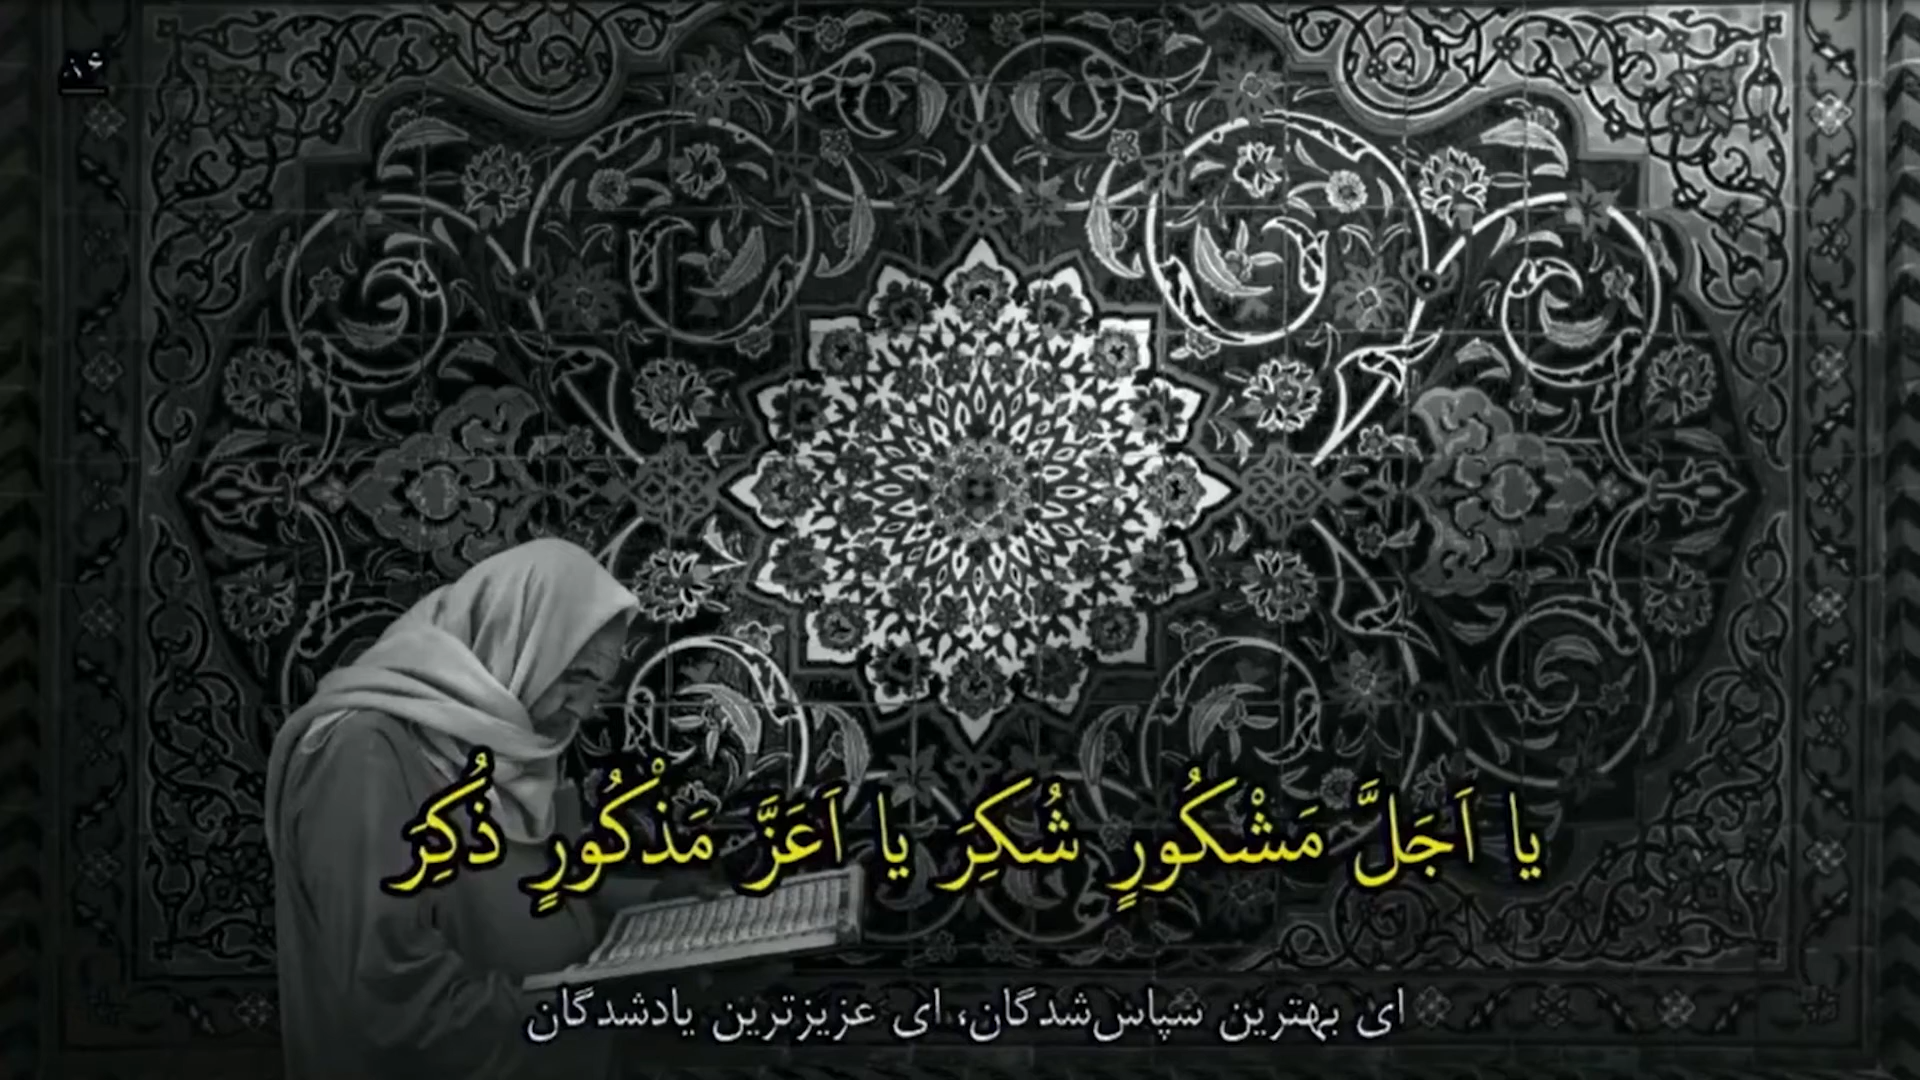 يا اَجَلَّ مَشْكُورٍ شُكِرَ يا اَعَزَّ مَذْكُورٍ ذُكِرَ
ای بهترین سپاس‌شدگان، ای عزیزترین یادشدگان